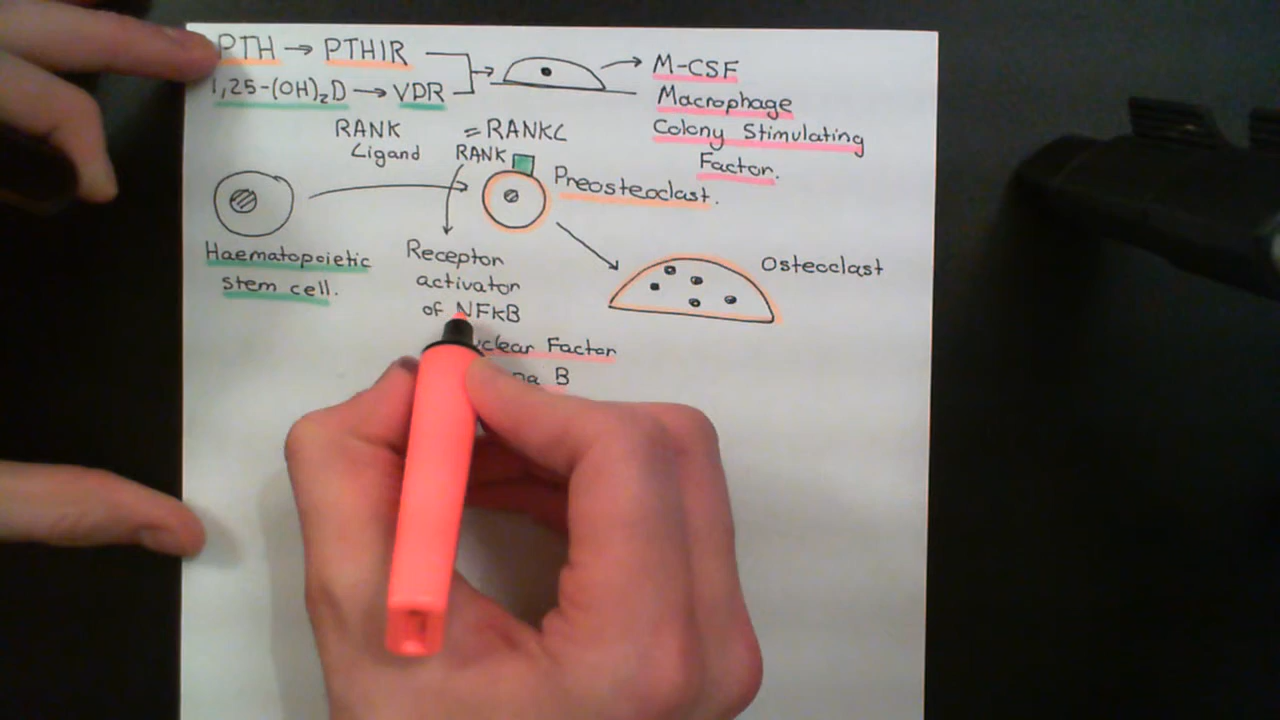 PTH → PTH1R
1,25-(OH)₂D → VDR
M-CSF
Macrophage
Colony Stimulating
Factor.
RANK
Ligand
= RANKL
RANK
Preosteoclast.
Haematopoietic
stem cell.
Receptor
activator
of NFκB
Factor
B
Osteoclast